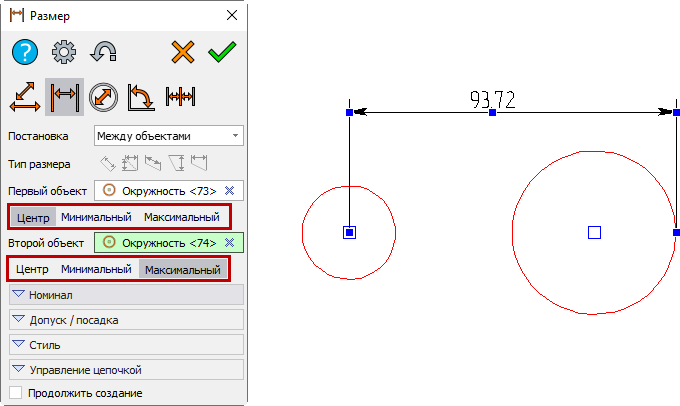 Размер
Постановка Между объектами
Тип размера
Первый объект Окружность <73>
Центр Минимальный Максимальный
Второй объект Окружность <74>
Центр Минимальный Максимальный
Номинал
Допуск / посадка
Стиль
Управление цепочкой
Продолжить создание
93.72